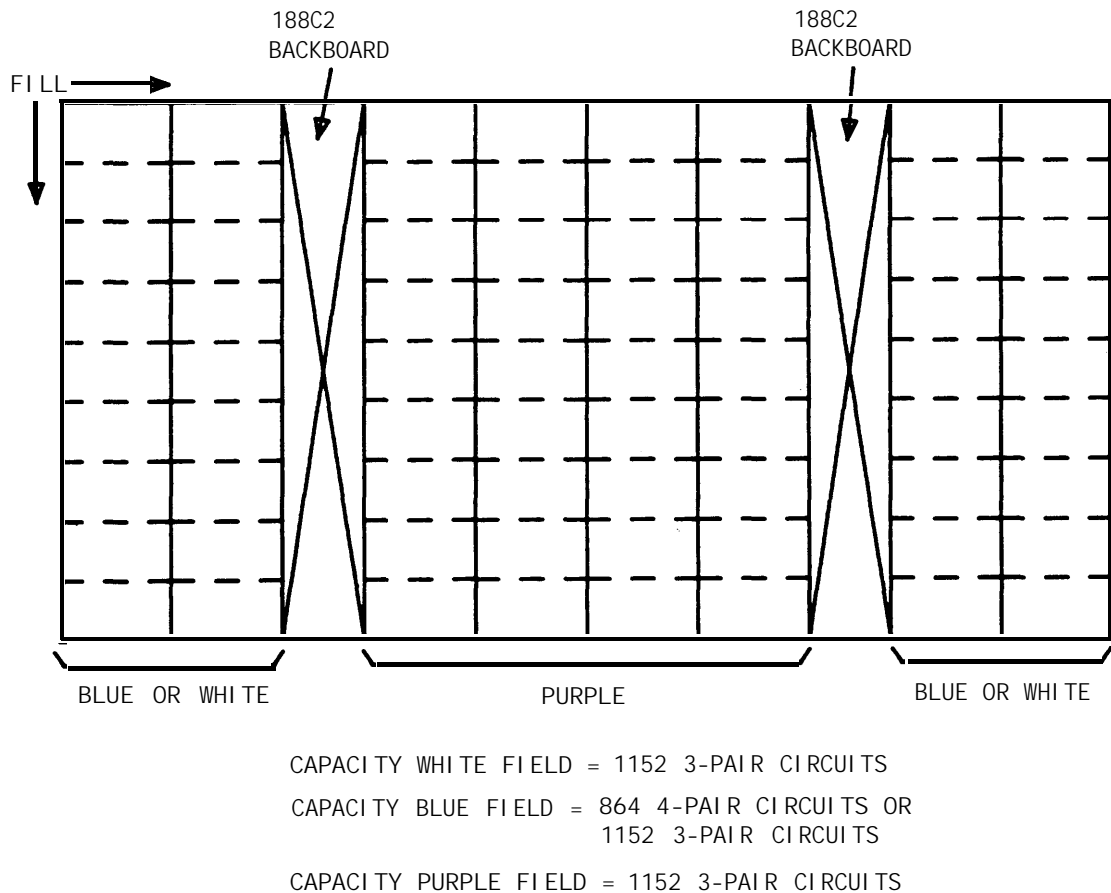 188C2
BACKBOARD
188C2
BACKBOARD
FILL
BLUE OR WHITE
PURPLE
BLUE OR WHITE
CAPACITY WHITE FIELD = 1152 3-PAIR CIRCUITS
CAPACITY BLUE FIELD = 864 4-PAIR CIRCUITS OR
1152 3-PAIR CIRCUITS
CAPACITY PURPLE FIELD = 1152 3-PAIR CIRCUITS